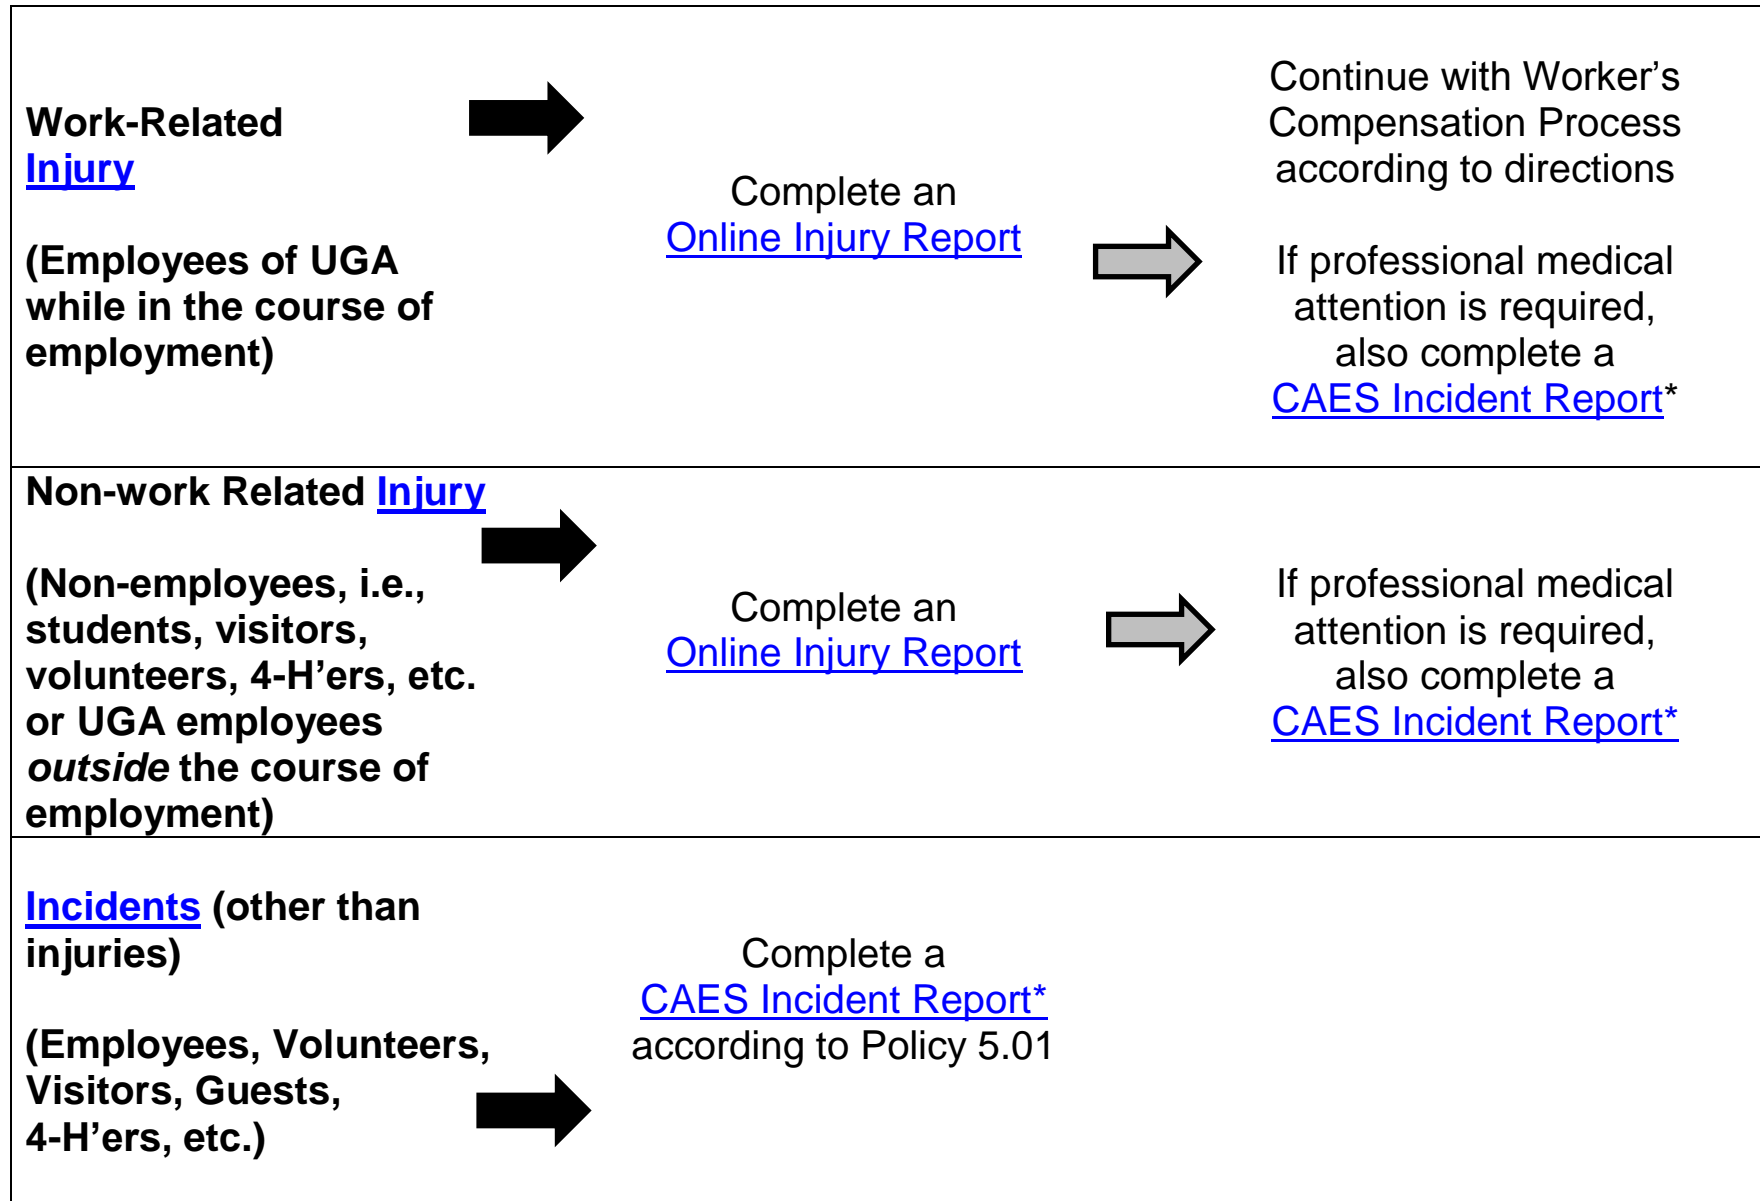 Work-Related
Injury
(Employees of UGA
while in the course of
employment)
Complete an
Online Injury Report
Continue with Worker’s
Compensation Process
according to directions
If professional medical
attention is required,
also complete a
CAES Incident Report*
Non-work Related Injury
(Non-employees, i.e.,
students, visitors,
volunteers, 4-H’ers, etc.
or UGA employees
outside the course of
employment)
Complete an
Online Injury Report
If professional medical
attention is required,
also complete a
CAES Incident Report*
Incidents (other than
injuries)
(Employees, Volunteers,
Visitors, Guests,
4-H’ers, etc.)
Complete a
CAES Incident Report*
according to Policy 5.01